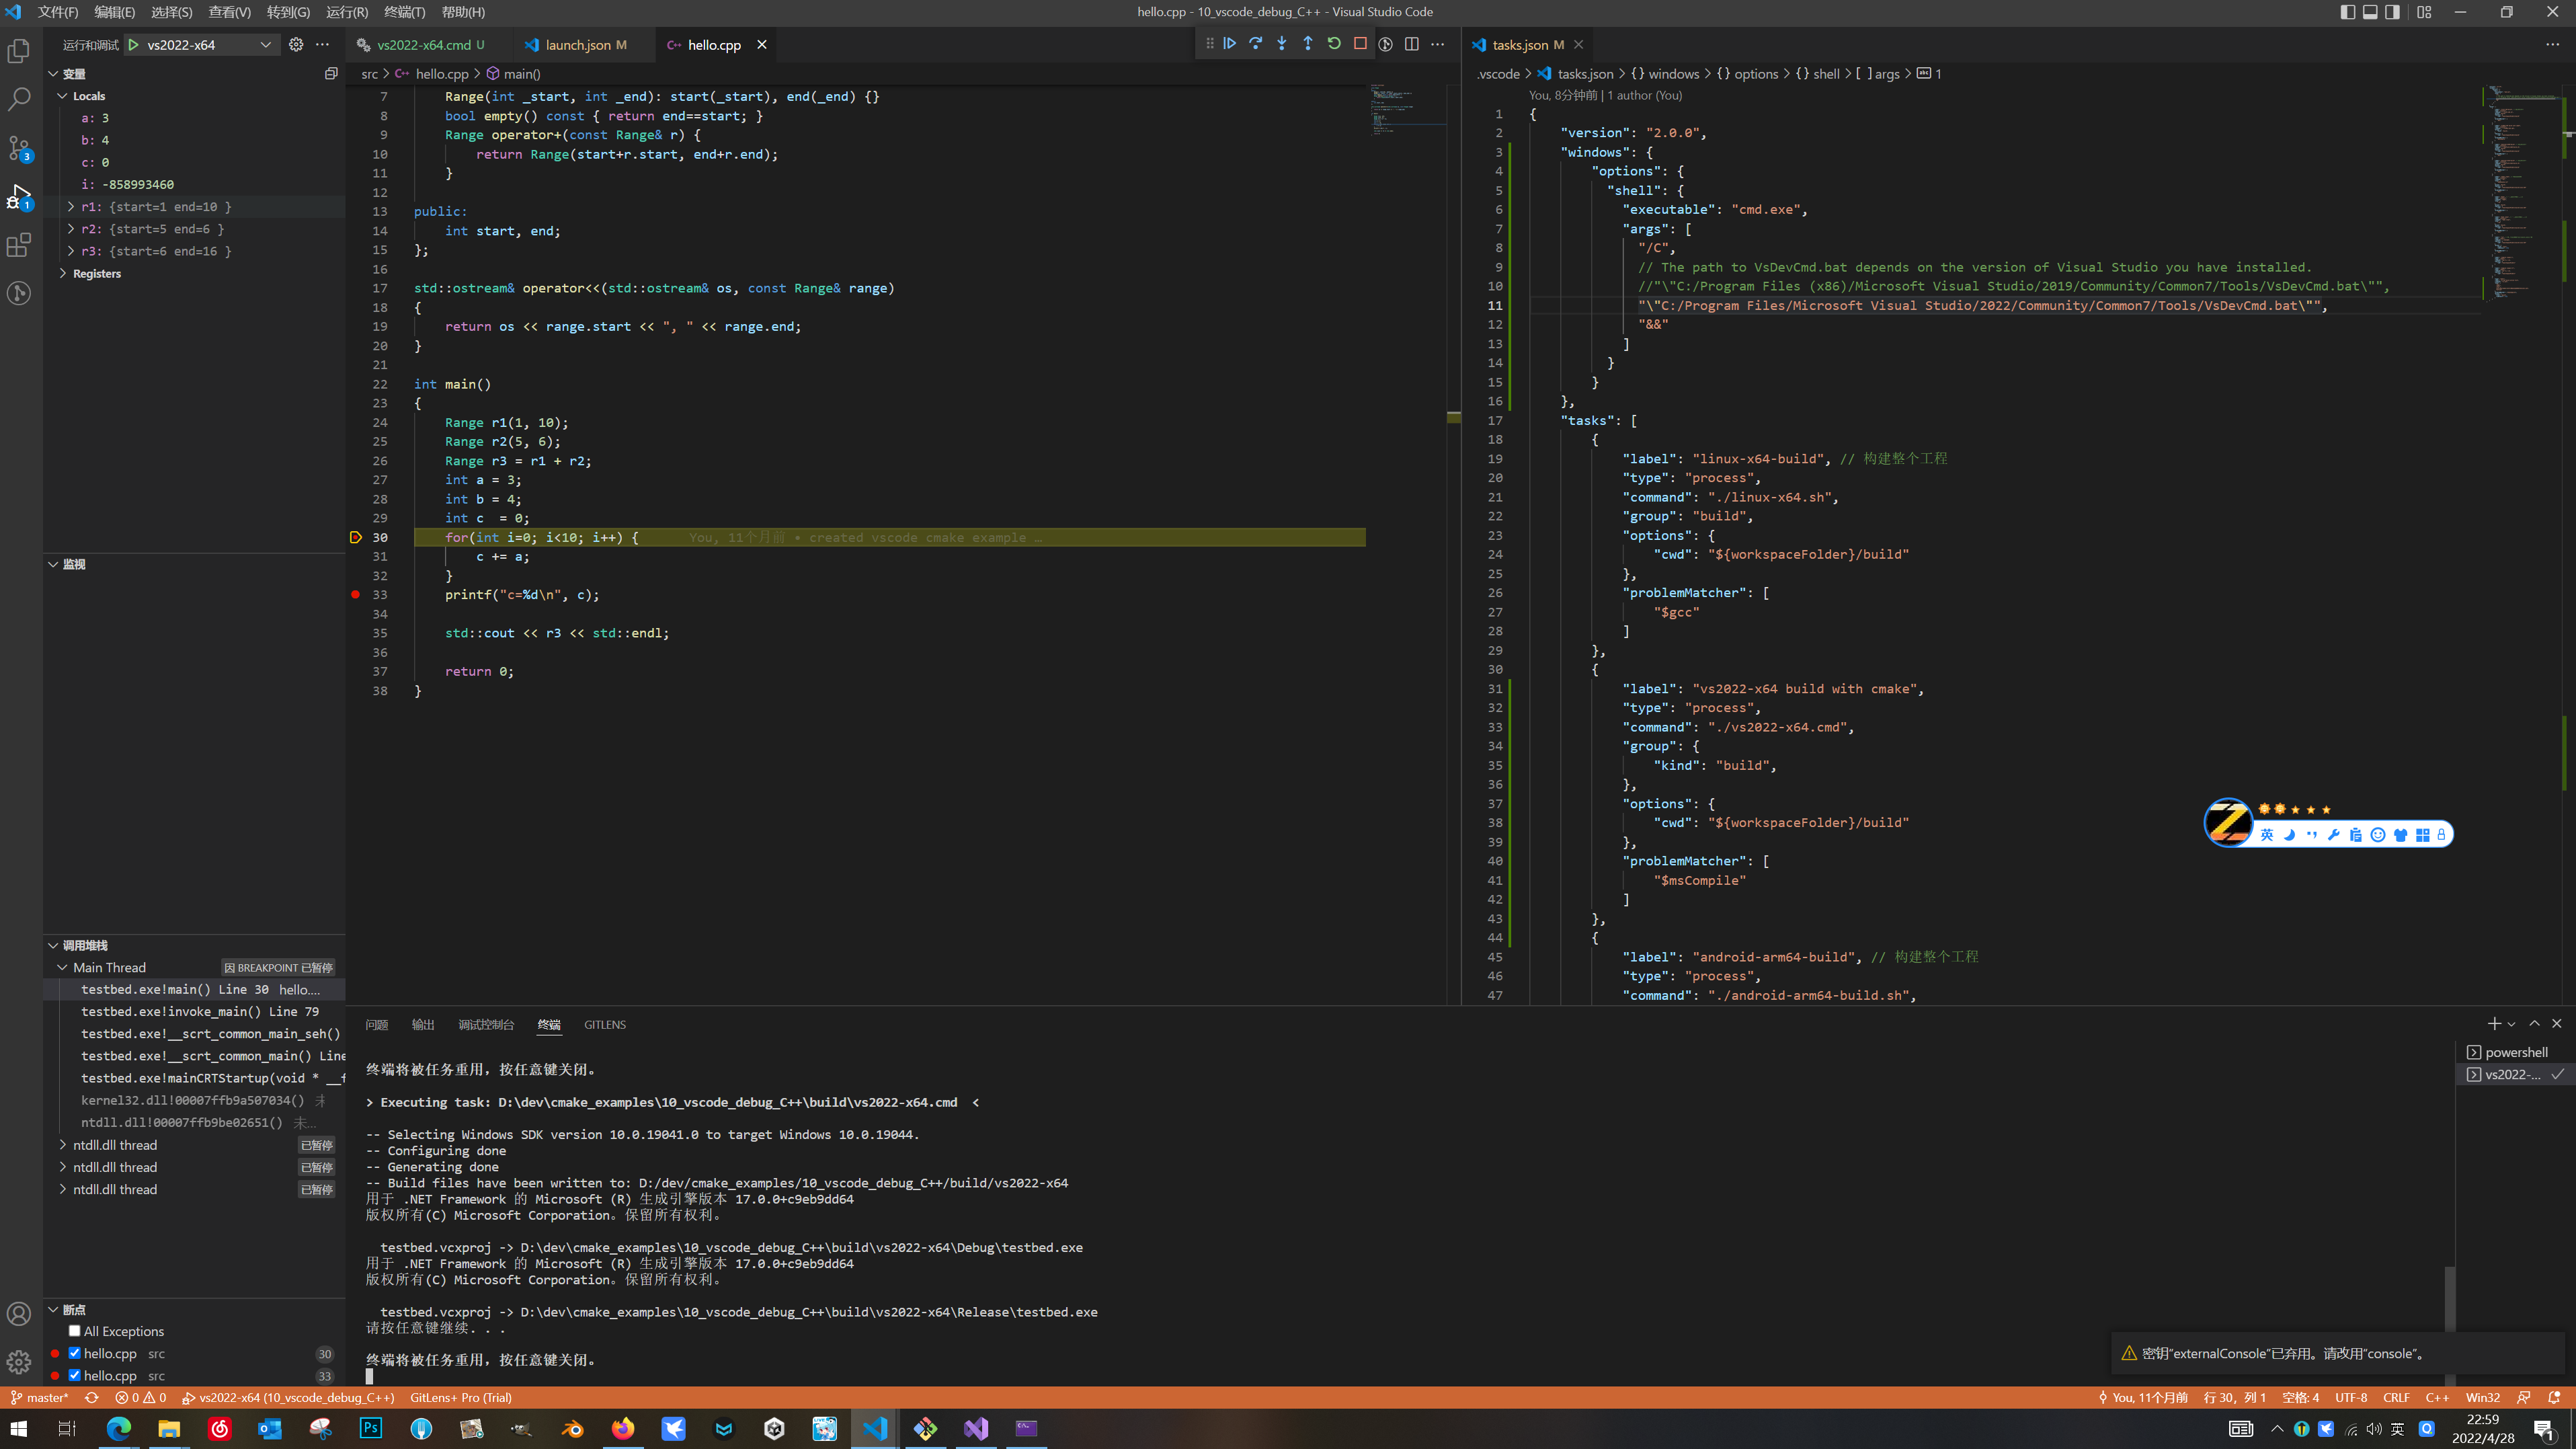 文件(F) 编辑(E) 选择(S) 查看(V) 转到(G) 运行(R) 终端(T) 帮助(H)
hello.cpp - 10_vscode_debug_C++ - Visual Studio Code
运行和调试 vs2022-x64
变量
Locals
a: 3
b: 4
c: 0
i: -858993460
r1: {start=1 end=10 }
r2: {start=5 end=6 }
r3: {start=6 end=16 }
Registers
监视
调用堆栈
Main Thread 因 BREAKPOINT 已暂停
testbed.exe!main() Line 30 hello....
testbed.exe!invoke_main() Line 79
testbed.exe!__scrt_common_main_seh()
testbed.exe!__scrt_common_main() Line
testbed.exe!mainCRTStartup(void * __r
kernel32.dll!00007ffb9a507034() 未
ntdll.dll!00007ffb9be02651() 未...
ntdll.dll thread 已暂停
ntdll.dll thread 已暂停
ntdll.dll thread 已暂停
断点
All Exceptions
hello.cpp src 30
hello.cpp src 33
3
1
vs2022-x64.cmd U launch.json M hello.cpp
src > hello.cpp > main()
7 Range(int _start, int _end): start(_start), end(_end) {}
8 bool empty() const { return end==start; }
9 Range operator+(const Range& r) {
10 return Range(start+r.start, end+r.end);
11 }
12
13 public:
14 int start, end;
15 };
16
17 std::ostream& operator<<(std::ostream& os, const Range& range)
18 {
19 return os << range.start << ", " << range.end;
20 }
21
22 int main()
23 {
24 Range r1(1, 10);
25 Range r2(5, 6);
26 Range r3 = r1 + r2;
27 int a = 3;
28 int b = 4;
29 int c  = 0;
30 for(int i=0; i<10; i++) { You, 11个月前 • created vscode cmake example …
31 c += a;
32 }
33 printf("c=%d\n", c);
34
35 std::cout << r3 << std::endl;
36
37 return 0;
38 }
tasks.json M
.vscode > tasks.json > {} windows > {} options > {} shell > [ ] args > 1
You, 8分钟前 | 1 author (You)
1 {
2 "version": "2.0.0",
3 "windows": {
4 "options": {
5 "shell": {
6 "executable": "cmd.exe",
7 "args": [
8 "/C",
9 // The path to VsDevCmd.bat depends on the version of Visual Studio you have installed.
10 //"\"C:/Program Files (x86)/Microsoft Visual Studio/2019/Community/Common7/Tools/VsDevCmd.bat\"",
11 "\"C:/Program Files/Microsoft Visual Studio/2022/Community/Common7/Tools/VsDevCmd.bat\"",
12 "&&"
13 ]
14 }
15 }
16 },
17 "tasks": [
18 {
19 "label": "linux-x64-build", // 构建整个工程
20 "type": "process",
21 "command": "./linux-x64.sh",
22 "group": "build",
23 "options": {
24 "cwd": "${workspaceFolder}/build"
25 },
26 "problemMatcher": [
27 "$gcc"
28 ]
29 },
30 {
31 "label": "vs2022-x64 build with cmake",
32 "type": "process",
33 "command": "./vs2022-x64.cmd",
34 "group": {
35 "kind": "build",
36 },
37 "options": {
38 "cwd": "${workspaceFolder}/build"
39 },
40 "problemMatcher": [
41 "$msCompile"
42 ]
43 },
44 {
45 "label": "android-arm64-build", // 构建整个工程
46 "type": "process",
47 "command": "./android-arm64-build.sh",
英
问题 输出 调试控制台 终端 GITLENS
终端将被任务重用，按任意键关闭。
> Executing task: D:\dev\cmake_examples\10_vscode_debug_C++\build\vs2022-x64.cmd <
-- Selecting Windows SDK version 10.0.19041.0 to target Windows 10.0.19044.
-- Configuring done
-- Generating done
-- Build files have been written to: D:/dev/cmake_examples/10_vscode_debug_C++/build/vs2022-x64
用于 .NET Framework 的 Microsoft (R) 生成引擎版本 17.0.0+c9eb9dd64
版权所有(C) Microsoft Corporation。保留所有权利。
testbed.vcxproj -> D:\dev\cmake_examples\10_vscode_debug_C++\build\vs2022-x64\Debug\testbed.exe
用于 .NET Framework 的 Microsoft (R) 生成引擎版本 17.0.0+c9eb9dd64
版权所有(C) Microsoft Corporation。保留所有权利。
testbed.vcxproj -> D:\dev\cmake_examples\10_vscode_debug_C++\build\vs2022-x64\Release\testbed.exe
请按任意键继续. . .
终端将被任务重用，按任意键关闭。
powershell
vs2022-...
密钥"externalConsole"已弃用。请改用"console"。
master* 0 0 vs2022-x64 (10_vscode_debug_C++) GitLens+ Pro (Trial)
You, 11个月前 行 30，列 1 空格: 4 UTF-8 CRLF C++ Win32
Ps
英
22:59
2022/4/28
1